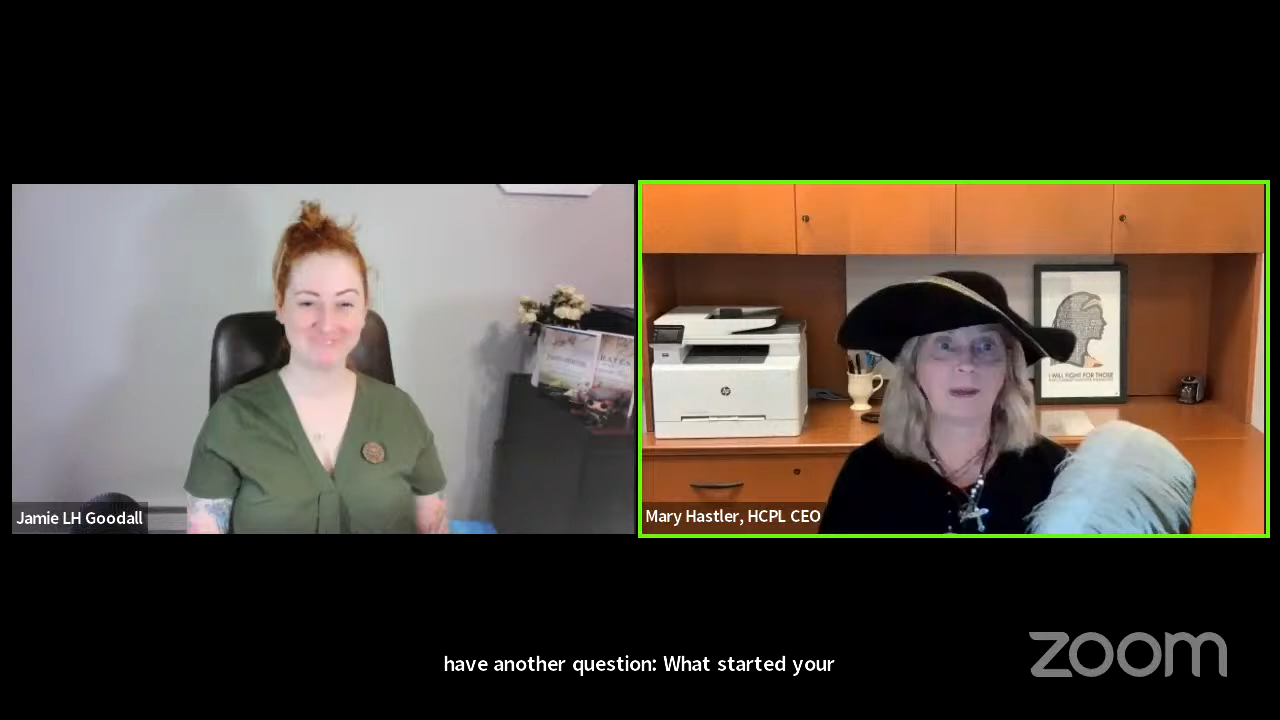 I WILL FIGHT FOR THOSE
Jamie LH Goodall
Mary Hastler, HCPL CEO
have another question: What started your
zoom